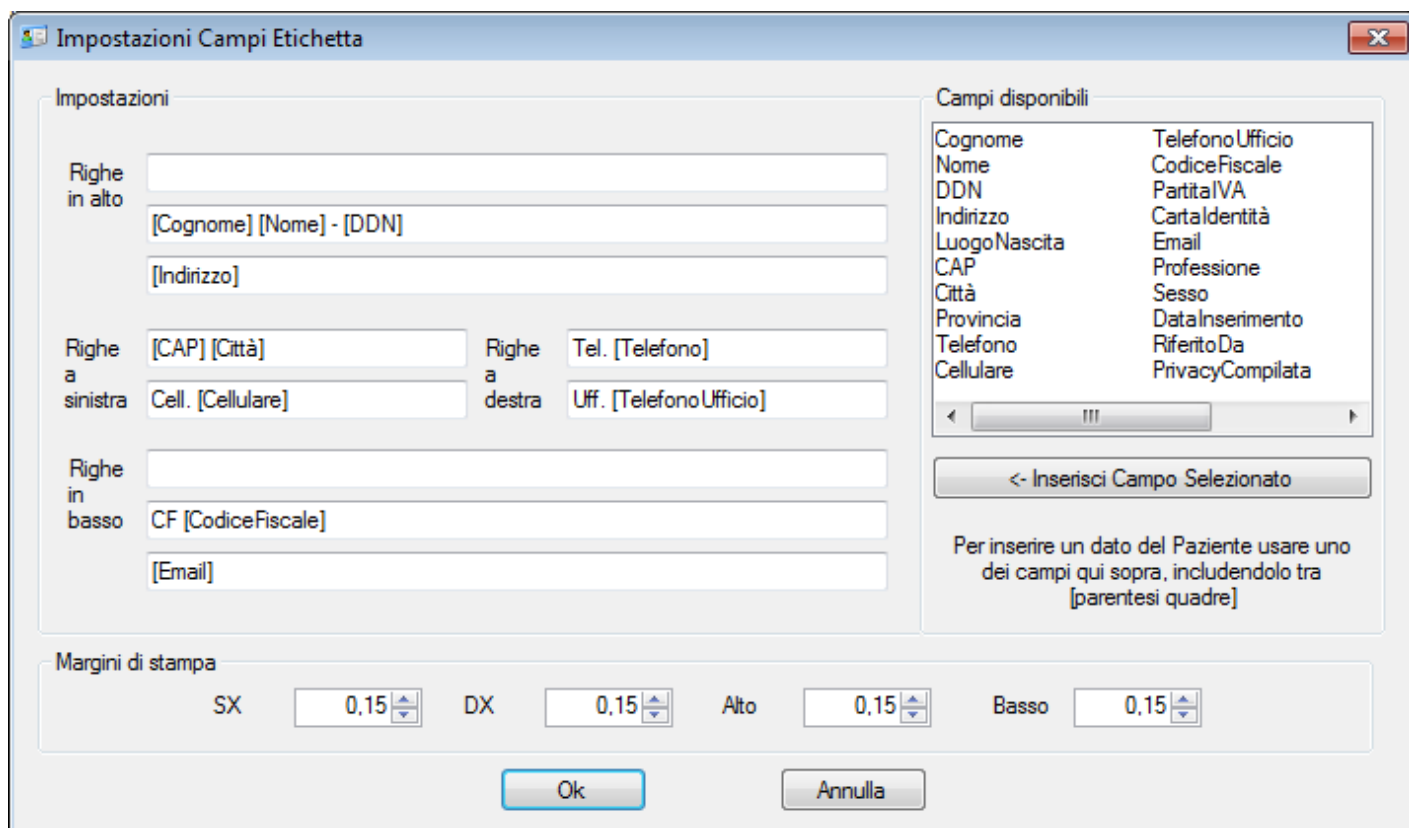 Impostazioni Campi Etichetta
Impostazioni
Righe
in alto
[Cognome] [Nome] - [DDN]
[Indirizzo]
Righe
a
sinistra
[CAP] [Città]
Cell. [Cellulare]
Righe
a
destra
Tel. [Telefono]
Uff. [TelefonoUfficio]
Righe
in
basso
CF [CodiceFiscale]
[Email]
Campi disponibili
Cognome
Nome
DDN
Indirizzo
LuogoNascita
CAP
Città
Provincia
Telefono
Cellulare
TelefonoUfficio
CodiceFiscale
PartitaIVA
CartaIdentità
Email
Professione
Sesso
DataInserimento
RiferitoDa
PrivacyCompilata
<- Inserisci Campo Selezionato
Per inserire un dato del Paziente usare uno
dei campi qui sopra, includendolo tra
[parentesi quadre]
Margini di stampa
SX 0,15 DX 0,15 Alto 0,15 Basso 0,15
Ok Annulla